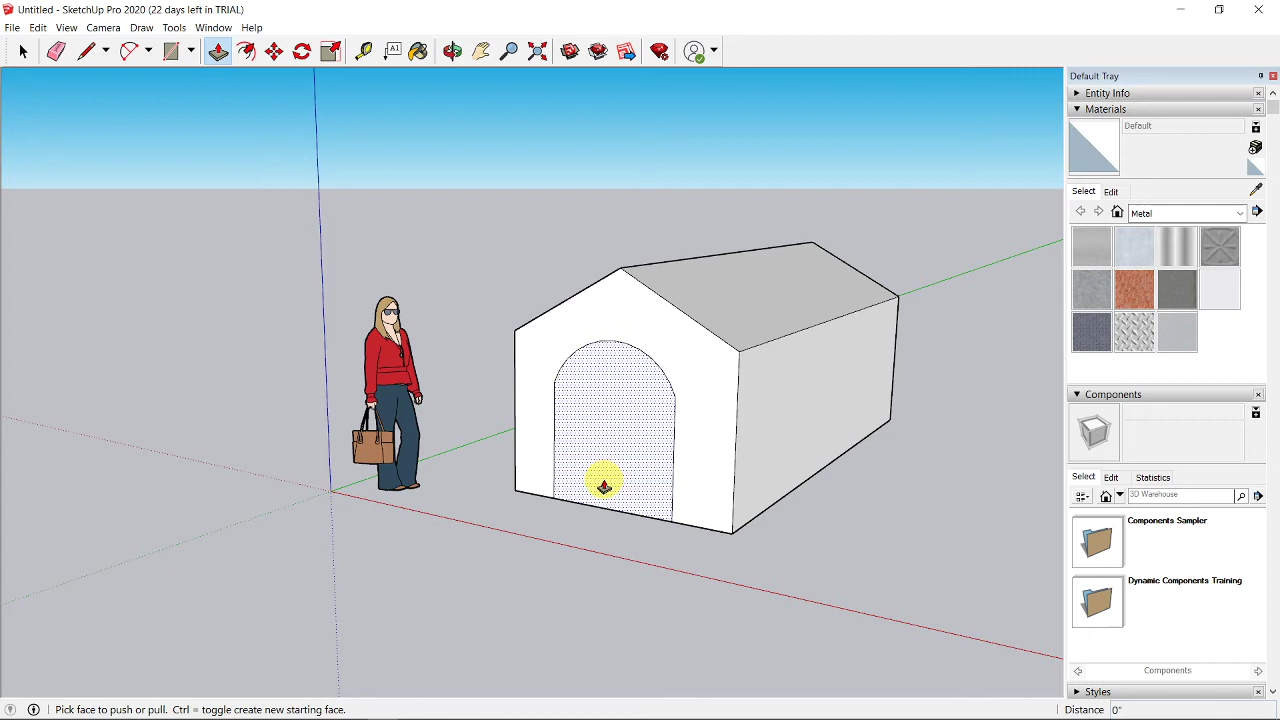 Untitled - SketchUp Pro 2020 (22 days left in TRIAL)
File Edit View Camera Draw Tools Window Help
A1
Default Tray
Entity Info
Materials
Default
Select Edit
Metal
Components
Select Edit Statistics
3D Warehouse
Components Sampler
Dynamic Components Training
Components
Styles
Pick face to push or pull. Ctrl = toggle create new starting face.
Distance 0"